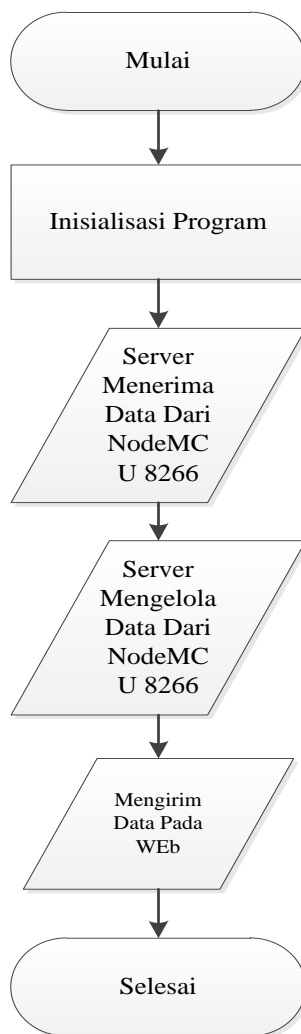 Mulai
Inisialisasi Program
Server
Menerima
Data Dari
NodeMC
U 8266
Server
Mengelola
Data Dari
NodeMC
U 8266
Mengirim
Data Pada
WEb
Selesai